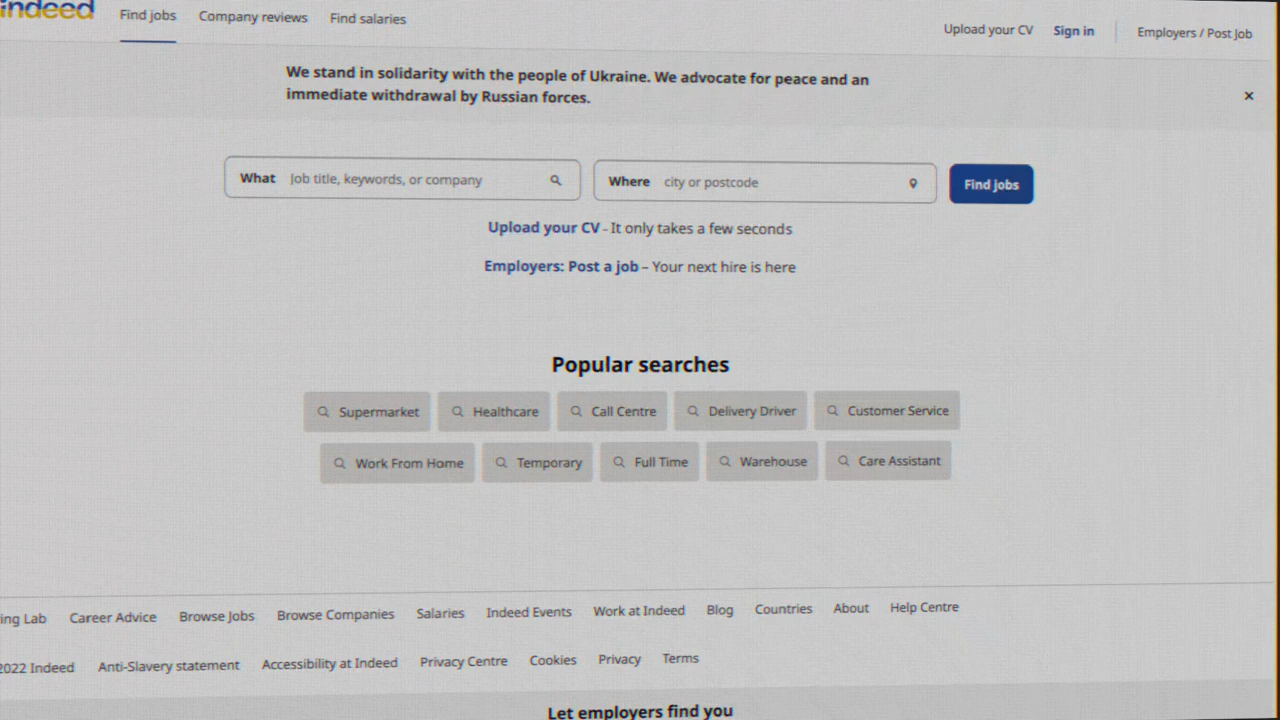 indeed Find jobs Company reviews Find salaries Upload your CV Sign in Employers / Post Job
We stand in solidarity with the people of Ukraine. We advocate for peace and an
immediate withdrawal by Russian forces.
×
What Job title, keywords, or company Where city or postcode Find jobs
Upload your CV - It only takes a few seconds
Employers: Post a job – Your next hire is here
Popular searches
Supermarket Healthcare Call Centre Delivery Driver Customer Service
Work From Home Temporary Full Time Warehouse Care Assistant
ing Lab Career Advice Browse Jobs Browse Companies Salaries Indeed Events Work at Indeed Blog Countries About Help Centre
2022 Indeed Anti-Slavery statement Accessibility at Indeed Privacy Centre Cookies Privacy Terms
Let employers find you